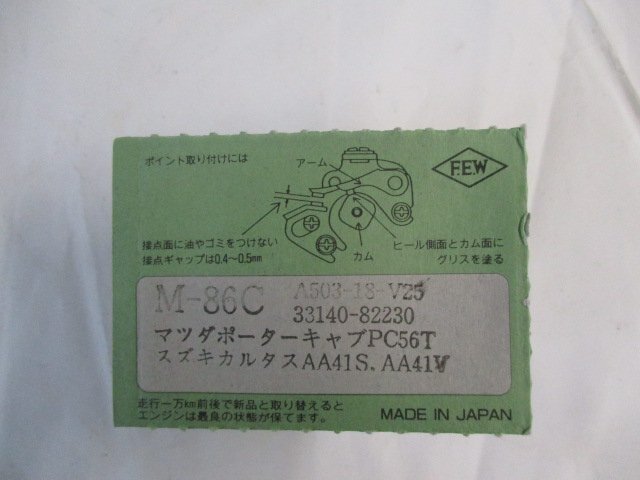 ポイント取り付けには
アーム
F.E.W
接点面に油やゴミをつけない
接点ギャップは0.4〜0.5mm
カム
ヒール側面とカム面に
グリスを塗る
M-86C
A503-18-V25
33140-82230
マツダポーターキャブPC56T
スズキカルタスAA41S、AA41V
走行一万km前後で新品と取り替えると
エンジンは最良の状態が保てます。
MADE IN JAPAN